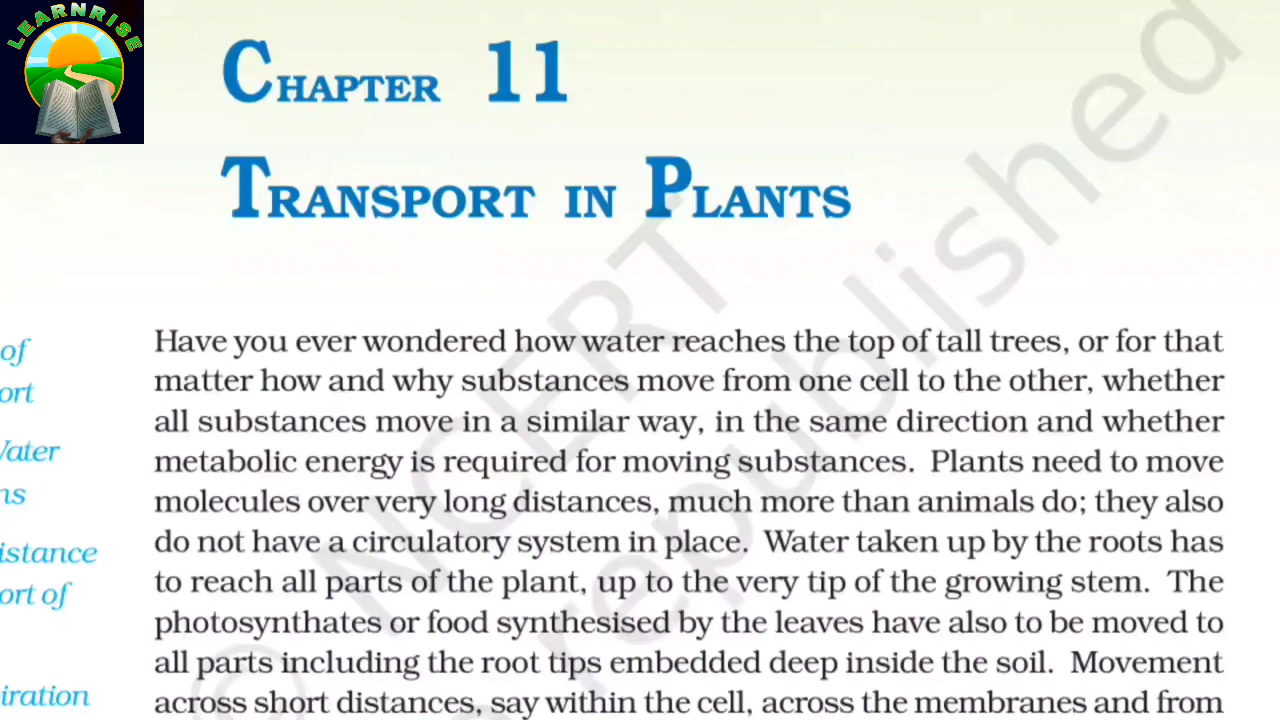 LEARNRISE
CHAPTER 11
TRANSPORT IN PLANTS
Have you ever wondered how water reaches the top of tall trees, or for that
matter how and why substances move from one cell to the other, whether
all substances move in a similar way, in the same direction and whether
metabolic energy is required for moving substances. Plants need to move
molecules over very long distances, much more than animals do; they also
do not have a circulatory system in place. Water taken up by the roots has
to reach all parts of the plant, up to the very tip of the growing stem. The
photosynthates or food synthesised by the leaves have also to be moved to
all parts including the root tips embedded deep inside the soil. Movement
across short distances, say within the cell, across the membranes and from
of
ort
Water
ns
istance
ort of
iration
© NCERT
republished